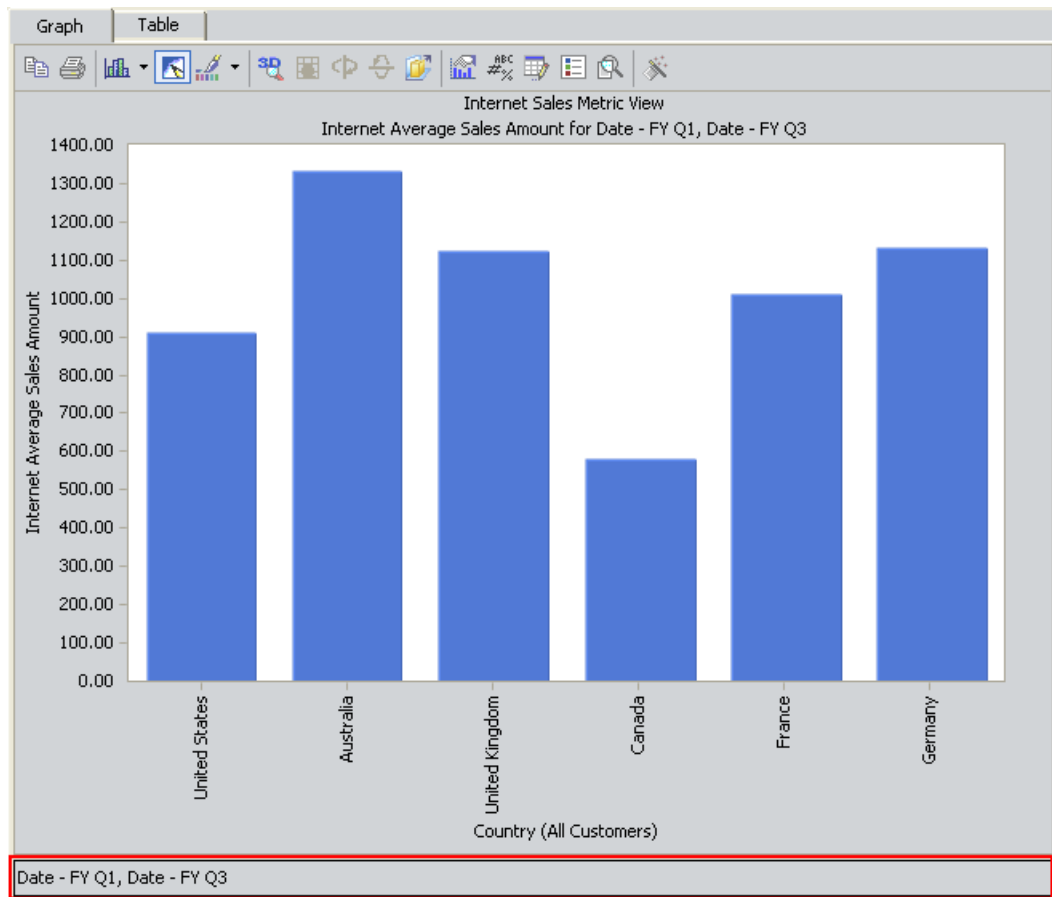 Graph Table
3D ABC #%
Internet Sales Metric View
Internet Average Sales Amount for Date - FY Q1, Date - FY Q3
1400.00
1300.00
1200.00
1100.00
1000.00
900.00
800.00
700.00
600.00
500.00
400.00
300.00
200.00
100.00
0.00
Internet Average Sales Amount
United States
Australia
United Kingdom
Canada
France
Germany
Country (All Customers)
Date - FY Q1, Date - FY Q3